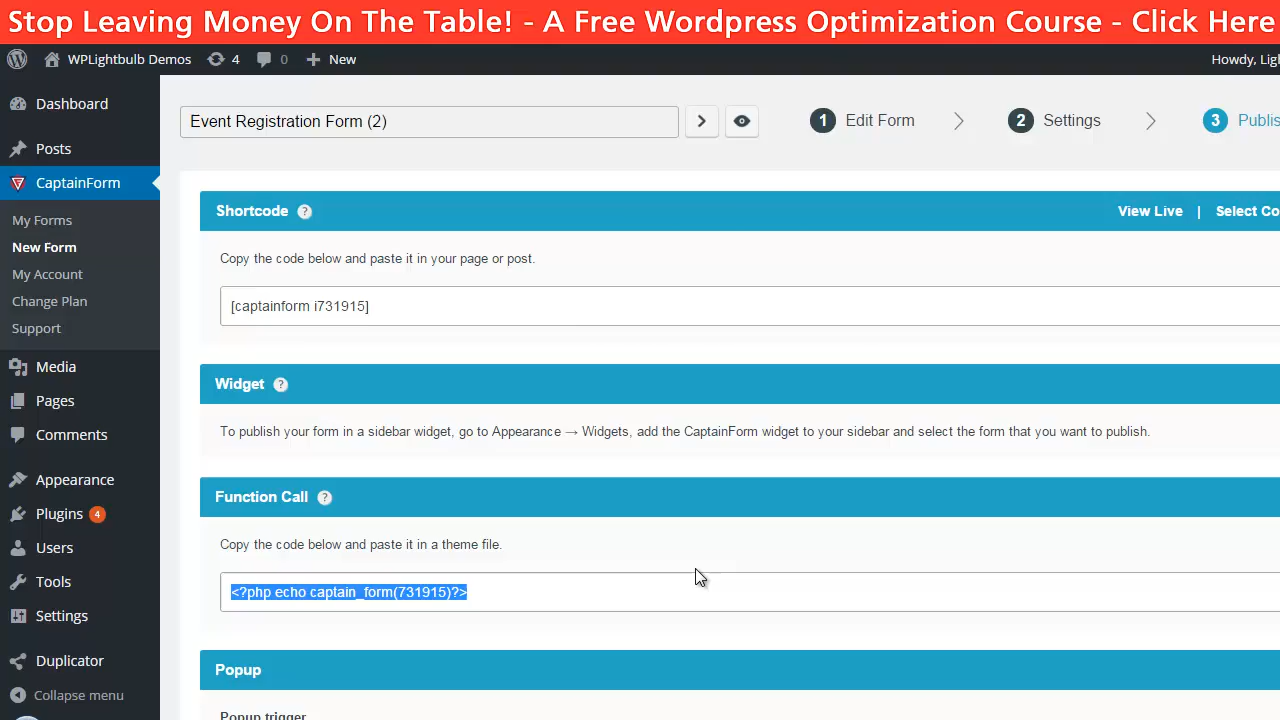 Stop Leaving Money On The Table! - A Free Wordpress Optimization Course - Click Here
WPLightbulb Demos 4 0 + New Howdy, Lig
Dashboard
Posts
CaptainForm
My Forms
New Form
My Account
Change Plan
Support
Media
Pages
Comments
Appearance
Plugins 4
Users
Tools
Settings
Duplicator
Collapse menu
Event Registration Form (2)
1 Edit Form
2 Settings
3 Publis
Shortcode ? View Live | Select Co
Copy the code below and paste it in your page or post.
[captainform i731915]
Widget ?
To publish your form in a sidebar widget, go to Appearance → Widgets, add the CaptainForm widget to your sidebar and select the form that you want to publish.
Function Call ?
Copy the code below and paste it in a theme file.
<?php echo captain_form(731915)?>
Popup
Popup trigger